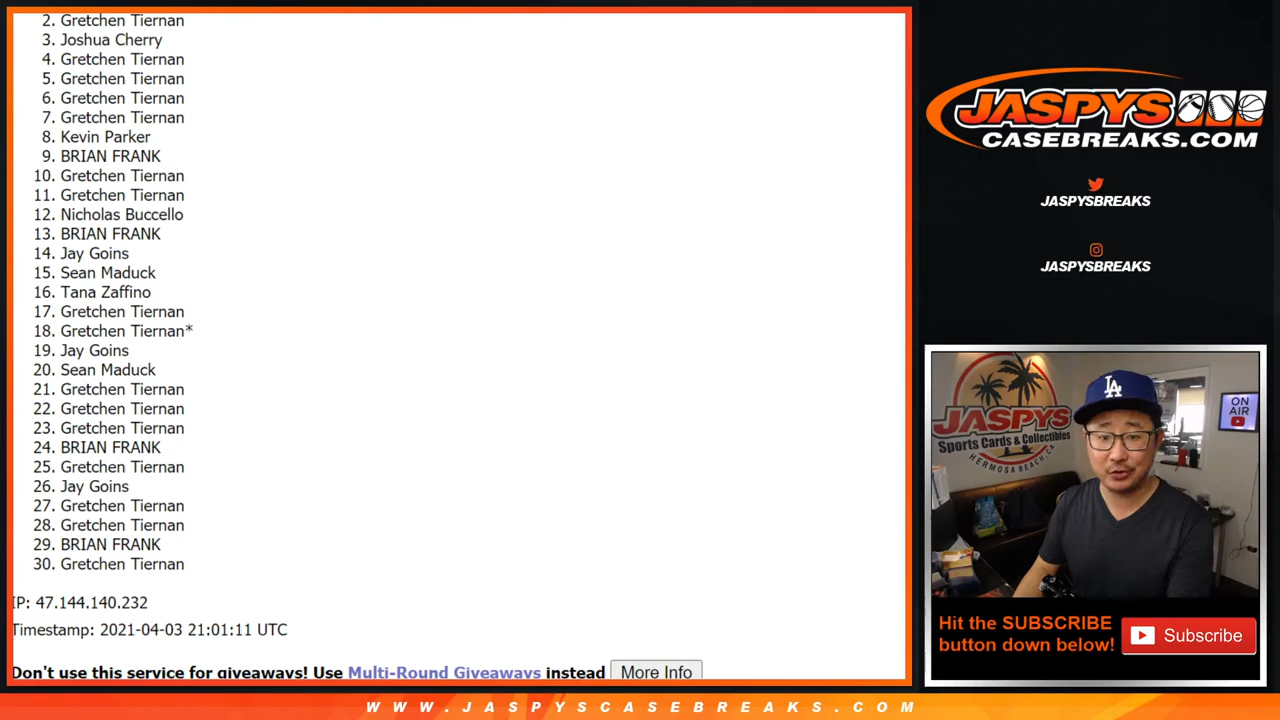 2. Gretchen Tiernan
3. Joshua Cherry
4. Gretchen Tiernan
5. Gretchen Tiernan
6. Gretchen Tiernan
7. Gretchen Tiernan
8. Kevin Parker
9. BRIAN FRANK
10. Gretchen Tiernan
11. Gretchen Tiernan
12. Nicholas Buccello
13. BRIAN FRANK
14. Jay Goins
15. Sean Maduck
16. Tana Zaffino
17. Gretchen Tiernan
18. Gretchen Tiernan*
19. Jay Goins
20. Sean Maduck
21. Gretchen Tiernan
22. Gretchen Tiernan
23. Gretchen Tiernan
24. BRIAN FRANK
25. Gretchen Tiernan
26. Jay Goins
27. Gretchen Tiernan
28. Gretchen Tiernan
29. BRIAN FRANK
30. Gretchen Tiernan
IP: 47.144.140.232
Timestamp: 2021-04-03 21:01:11 UTC
Don't use this service for giveaways! Use Multi-Round Giveaways instead More Info
JASPYS
CASEBREAKS.COM
JASPYSBREAKS
JASPYSBREAKS
JASPYS
Sports Cards & Collectibles
HERMOSA BEACH, CA
LA
ON
AIR
Hit the SUBSCRIBE
button down below!
Subscribe
WWW.JASPYSCASEBREAKS.COM